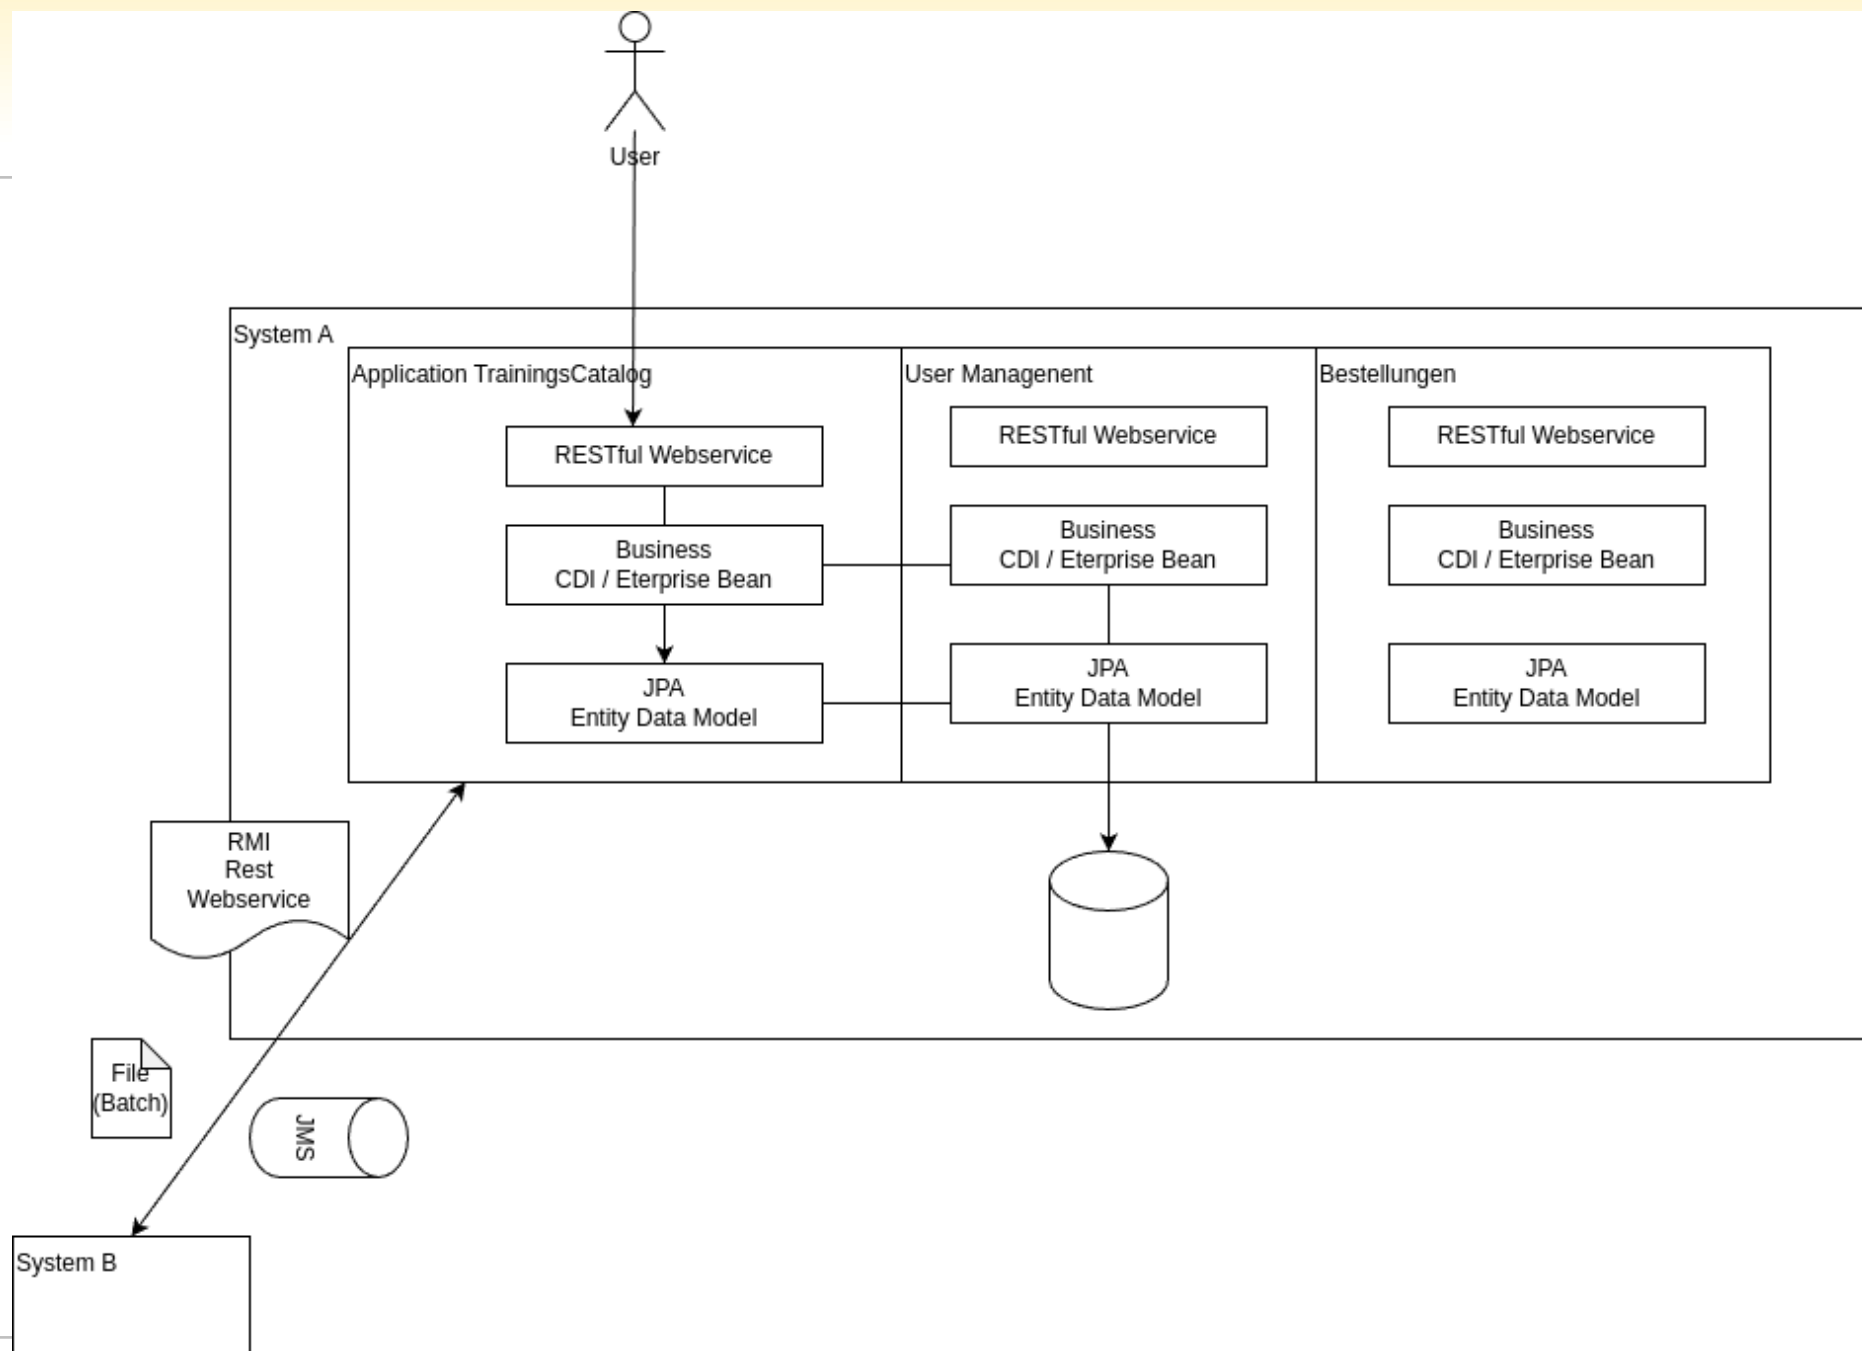 User
System A
Application TrainingsCatalog
User Managenent
Bestellungen
RESTful Webservice
RESTful Webservice
RESTful Webservice
Business
CDI / Eterprise Bean
Business
CDI / Eterprise Bean
Business
CDI / Eterprise Bean
JPA
Entity Data Model
JPA
Entity Data Model
JPA
Entity Data Model
RMI
Rest
Webservice
File
(Batch)
JMS
System B